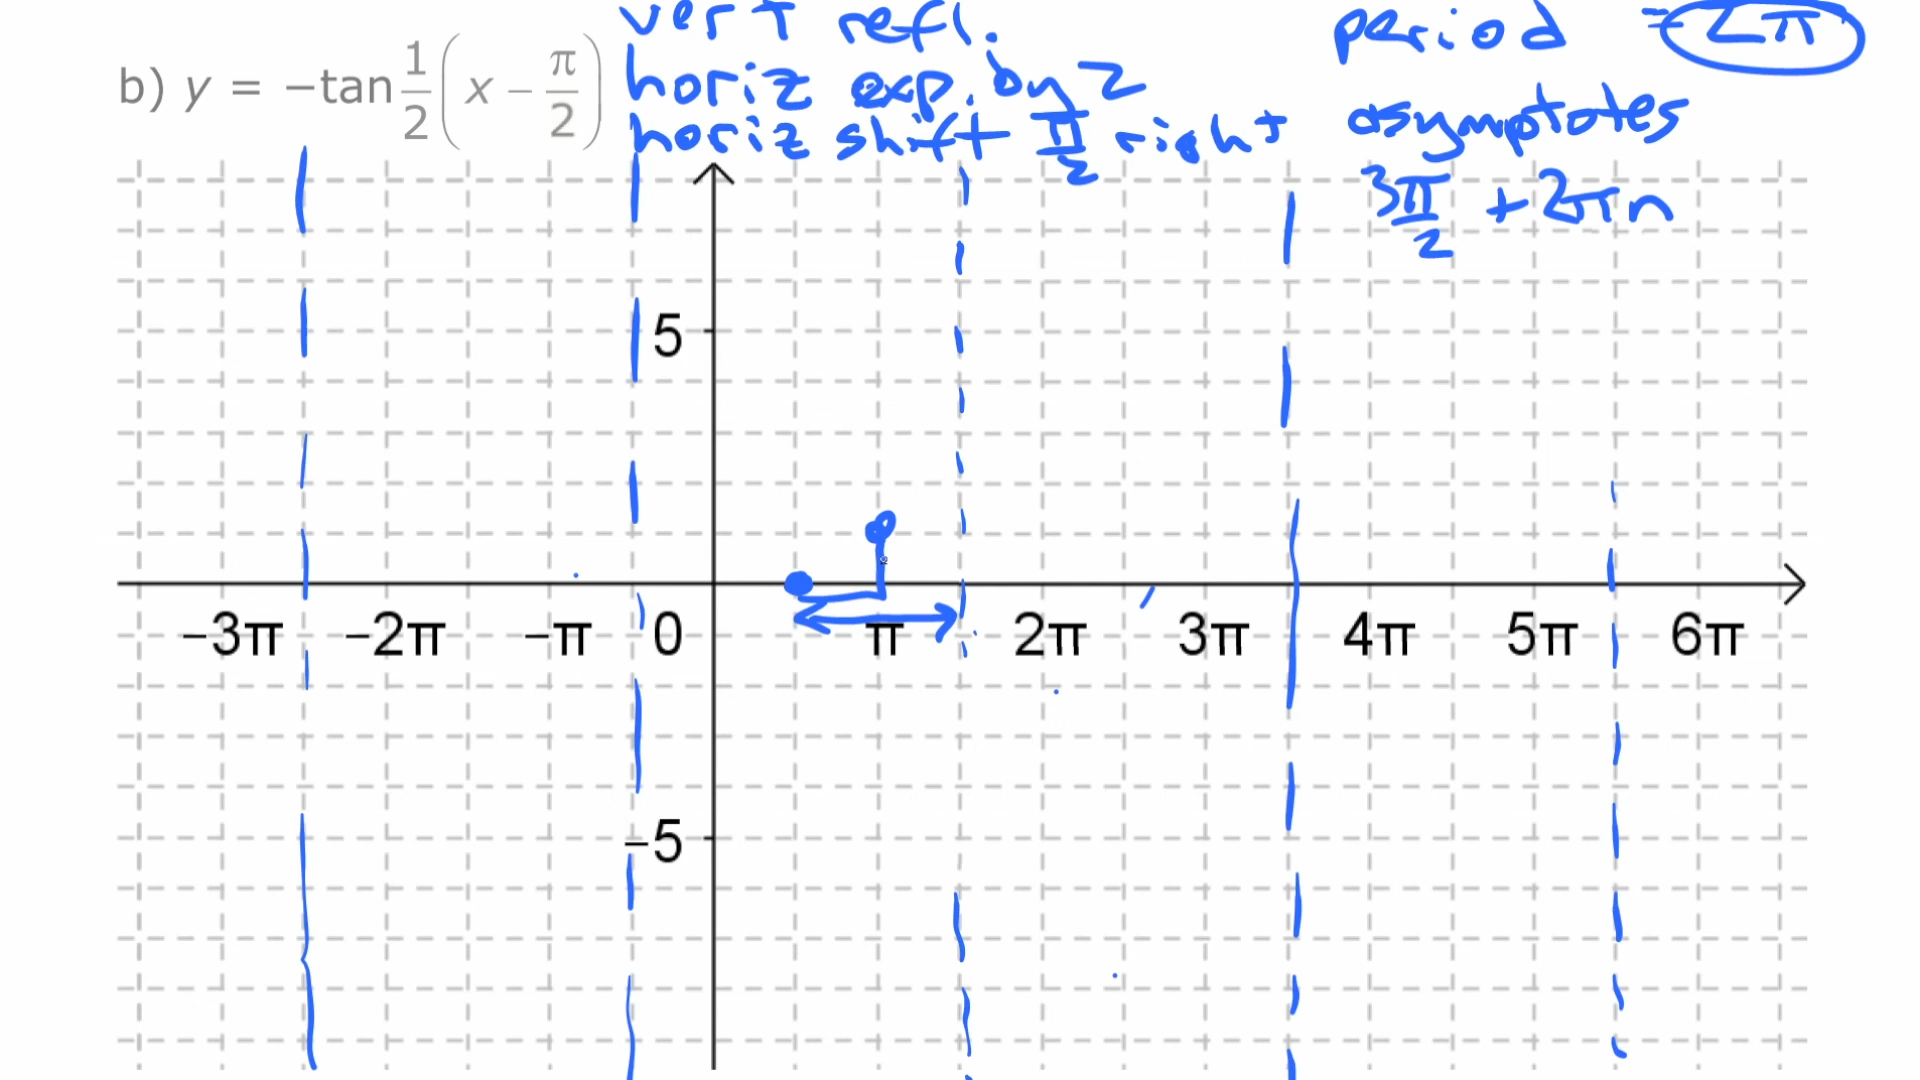 vert refl.
b) y = −tan 1/2 (x − π/2)
horiz exp. by 2
horiz shift π/2 right
period = 2π
asymptotes
3π/2 + 2πn
5
−3π −2π −π 0 π 2π 3π 4π 5π 6π
−5